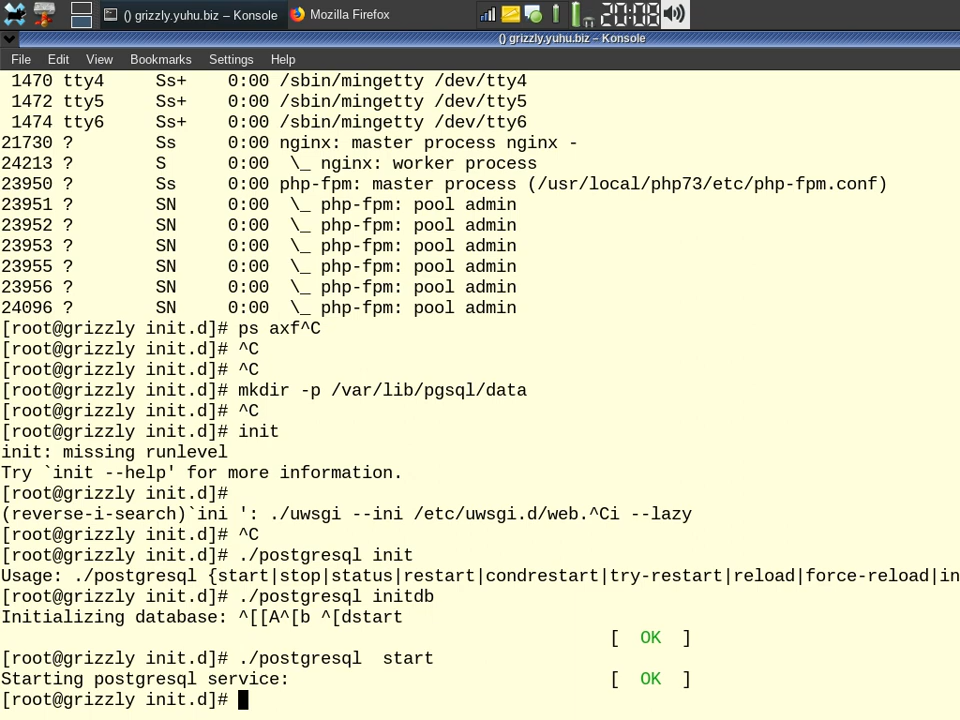 () grizzly.yuhu.biz – Konsole
Mozilla Firefox
20:08
() grizzly.yuhu.biz – Konsole
File Edit View Bookmarks Settings Help
1470 tty4 Ss+ 0:00 /sbin/mingetty /dev/tty4
1472 tty5 Ss+ 0:00 /sbin/mingetty /dev/tty5
1474 tty6 Ss+ 0:00 /sbin/mingetty /dev/tty6
21730 ? Ss 0:00 nginx: master process nginx -
24213 ? S 0:00 \_ nginx: worker process
23950 ? Ss 0:00 php-fpm: master process (/usr/local/php73/etc/php-fpm.conf)
23951 ? SN 0:00 \_ php-fpm: pool admin
23952 ? SN 0:00 \_ php-fpm: pool admin
23953 ? SN 0:00 \_ php-fpm: pool admin
23955 ? SN 0:00 \_ php-fpm: pool admin
23956 ? SN 0:00 \_ php-fpm: pool admin
24096 ? SN 0:00 \_ php-fpm: pool admin
[root@grizzly init.d]# ps axf^C
[root@grizzly init.d]# ^C
[root@grizzly init.d]# ^C
[root@grizzly init.d]# mkdir -p /var/lib/pgsql/data
[root@grizzly init.d]# ^C
[root@grizzly init.d]# init
init: missing runlevel
Try `init --help' for more information.
[root@grizzly init.d]#
(reverse-i-search)`ini ': ./uwsgi --ini /etc/uwsgi.d/web.^Ci --lazy
[root@grizzly init.d]# ^C
[root@grizzly init.d]# ./postgresql init
Usage: ./postgresql {start|stop|status|restart|condrestart|try-restart|reload|force-reload|in
[root@grizzly init.d]# ./postgresql initdb
Initializing database: ^[[A^[b ^[dstart
[ OK ]
[root@grizzly init.d]# ./postgresql  start
Starting postgresql service: [ OK ]
[root@grizzly init.d]#